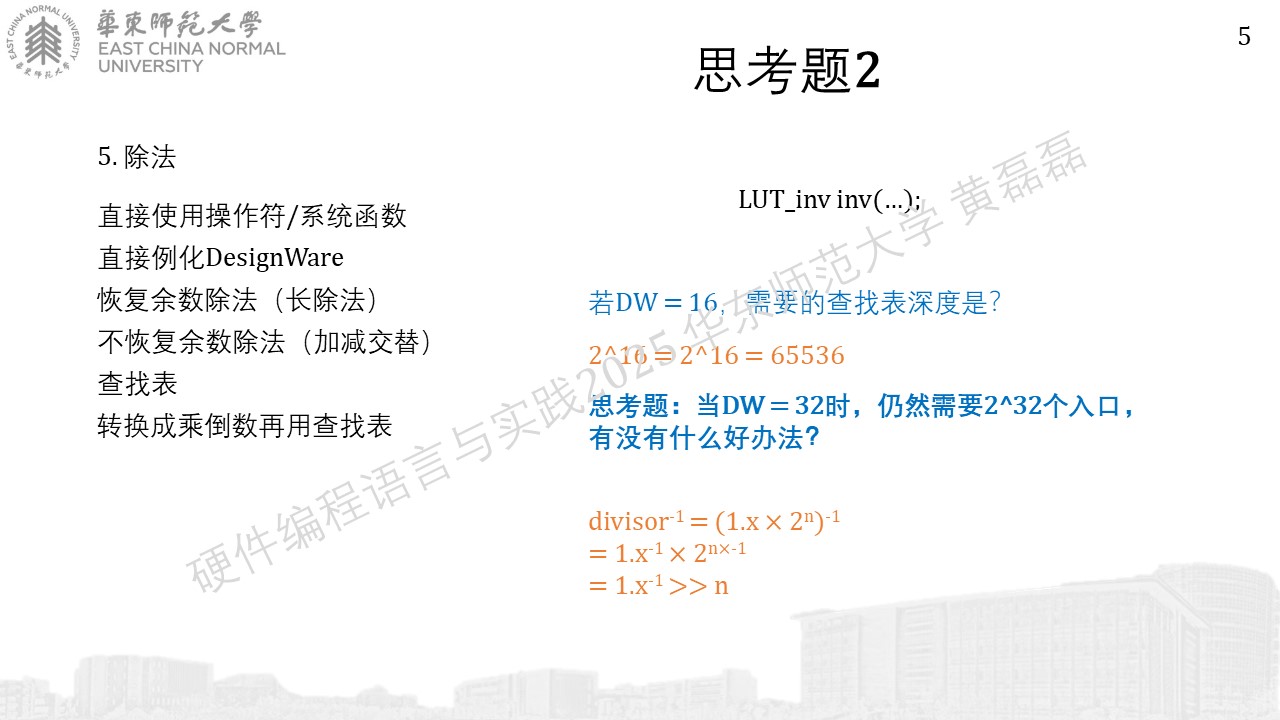 華東師範大學
EAST CHINA NORMAL
UNIVERSITY
EAST CHINA NORMAL UNIVERSITY
華東师范大学
5
思考题2
5. 除法
直接使用操作符/系统函数
直接例化DesignWare
恢复余数除法（长除法）
不恢复余数除法（加减交替）
查找表
转换成乘倒数再用查找表
LUT_inv inv(…);
若DW = 16， 需要的查找表深度是？
2^16 = 2^16 = 65536
思考题：当DW = 32时，仍然需要2^32个入口，
有没有什么好办法？
divisor⁻¹ = (1.x × 2ⁿ)⁻¹
= 1.x⁻¹ × 2ⁿˣ⁻¹
= 1.x⁻¹ >> n
硬件编程语言与实践2025 华东师范大学 黄磊磊